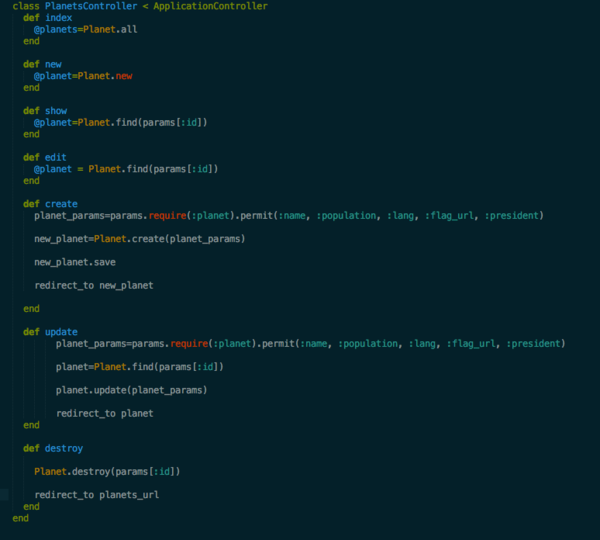 class PlanetsController < ApplicationController
  def index
    @planets=Planet.all
  end

  def new
    @planet=Planet.new
  end

  def show
    @planet=Planet.find(params[:id])
  end

  def edit
    @planet = Planet.find(params[:id])
  end

  def create
    planet_params=params.require(:planet).permit(:name, :population, :lang, :flag_url, :president)

    new_planet=Planet.create(planet_params)

    new_planet.save

    redirect_to new_planet

  end

  def update
        planet_params=params.require(:planet).permit(:name, :population, :lang, :flag_url, :president)

        planet=Planet.find(params[:id])

        planet.update(planet_params)

        redirect_to planet
  end

  def destroy

    Planet.destroy(params[:id])

    redirect_to planets_url
  end
end